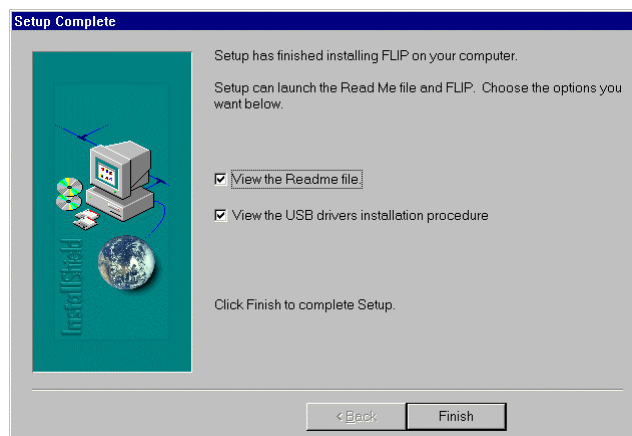 Setup Complete
Setup has finished installing FLIP on your computer.
Setup can launch the Read Me file and FLIP. Choose the options you
want below.
View the Readme file.
View the USB drivers installation procedure
InstallShield
Click Finish to complete Setup.
< Back
Finish